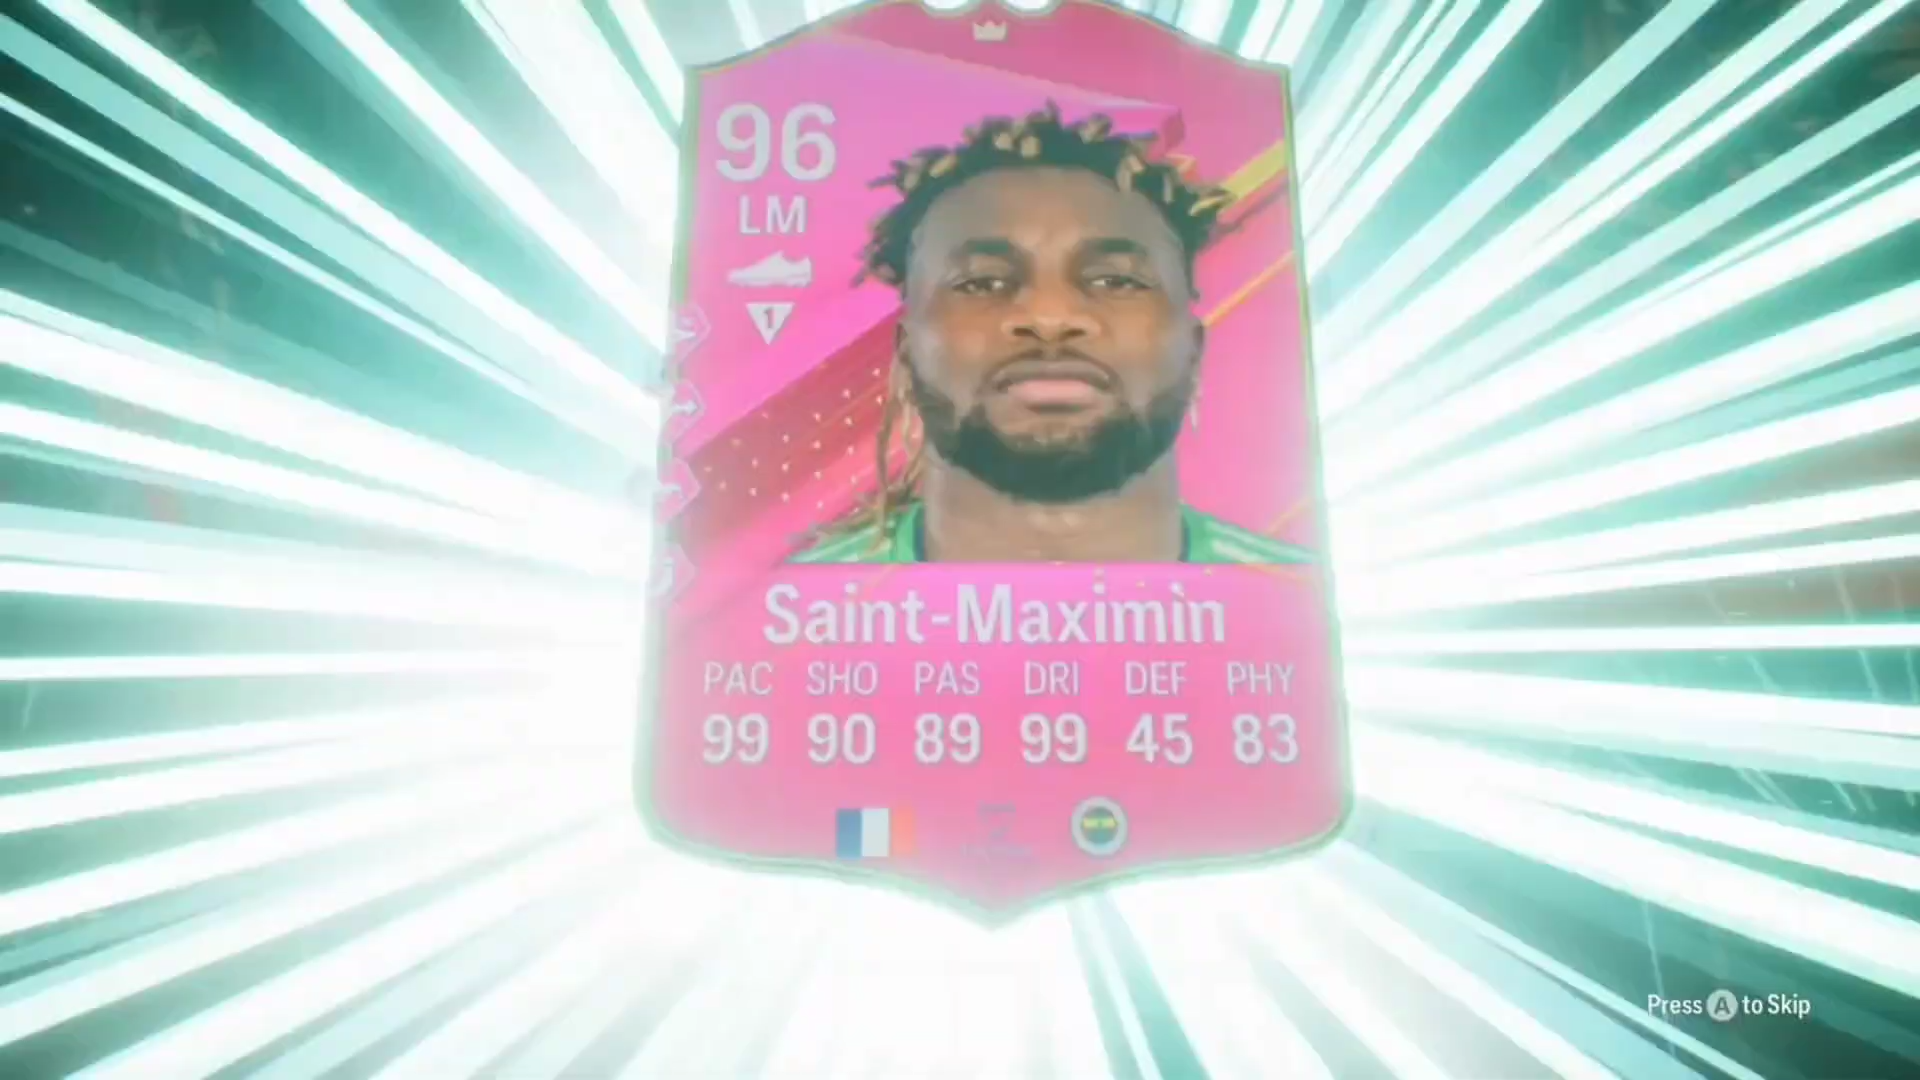 96
LM
1
Saint-Maximin
PAC SHO PAS DRI DEF PHY
99 90 89 99 45 83
Press A to Skip